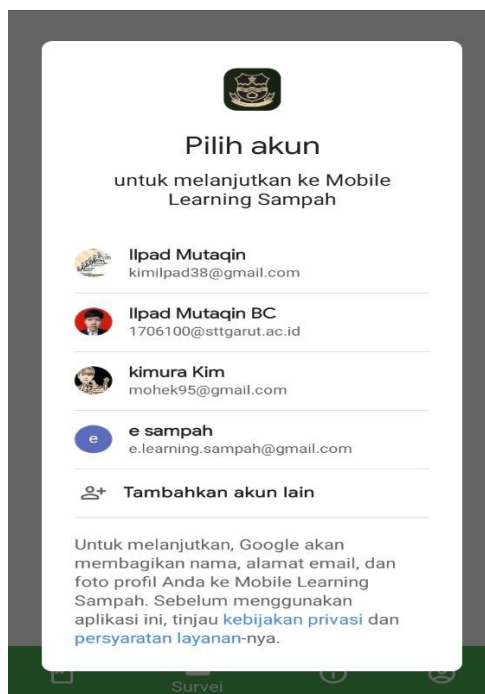 Pilih akun
untuk melanjutkan ke Mobile
Learning Sampah
Ilpad Mutaqin
kimilpad38@gmail.com
Ilpad Mutaqin BC
1706100@sttgarut.ac.id
kimura Kim
mohek95@gmail.com
e
e sampah
e.learning.sampah@gmail.com
Tambahkan akun lain
Untuk melanjutkan, Google akan
membagikan nama, alamat email, dan
foto profil Anda ke Mobile Learning
Sampah. Sebelum menggunakan
aplikasi ini, tinjau kebijakan privasi dan
persyaratan layanan-nya.
Survei